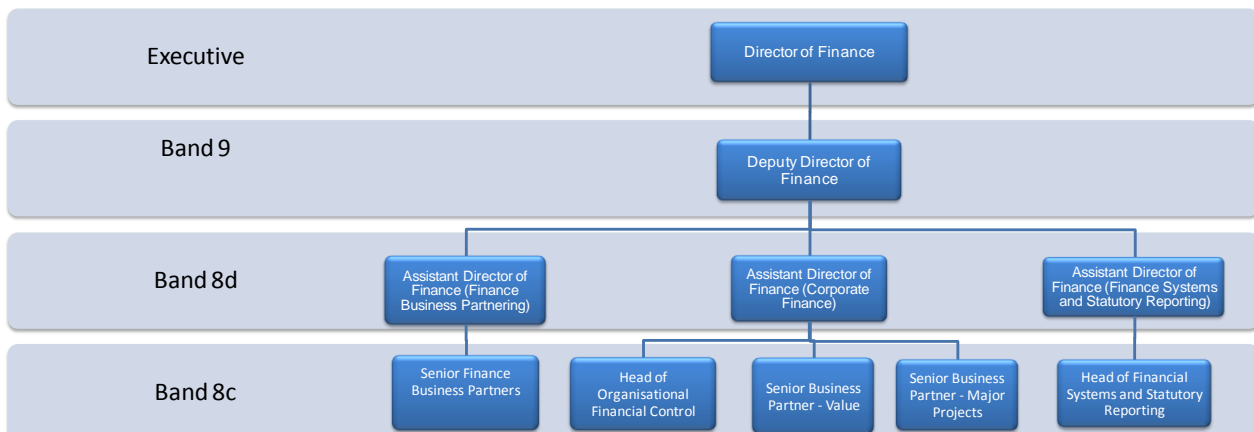 Executive
Director of Finance
Band 9
Deputy Director of
Finance
Band 8d
Assistant Director of
Finance (Finance
Business Partnering)
Assistant Director of
Finance (Corporate
Finance)
Assistant Director of
Finance (Finance Systems
and Statutory Reporting)
Band 8c
Senior Finance
Business Partners
Head of
Organisational
Financial Control
Senior Business
Partner - Value
Senior Business
Partner - Major
Projects
Head of Financial
Systems and Statutory
Reporting